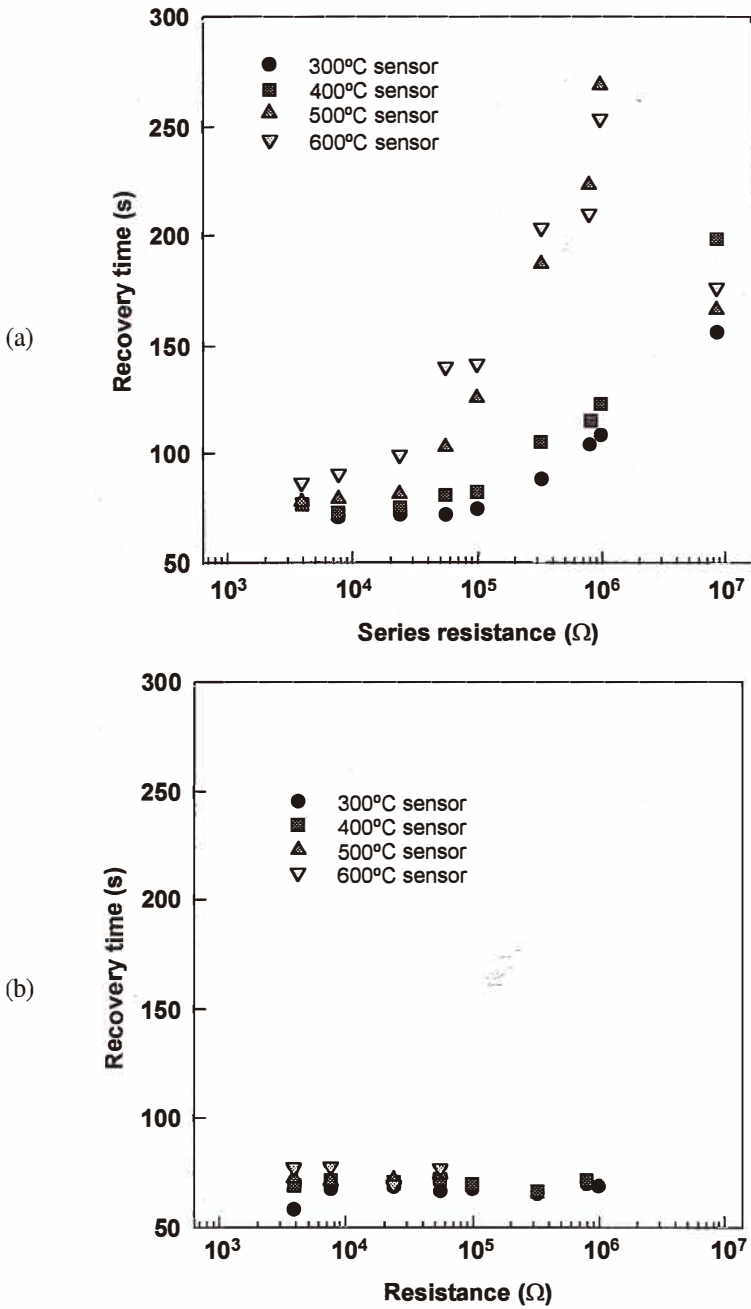 (a)
Recovery time (s)
300
250
200
150
100
50
300ºC sensor
400ºC sensor
500ºC sensor
600ºC sensor
10³ 10⁴ 10⁵ 10⁶ 10⁷
Series resistance (Ω)
(b)
Recovery time (s)
300
250
200
150
100
50
300ºC sensor
400ºC sensor
500ºC sensor
600ºC sensor
10³ 10⁴ 10⁵ 10⁶ 10⁷
Resistance (Ω)